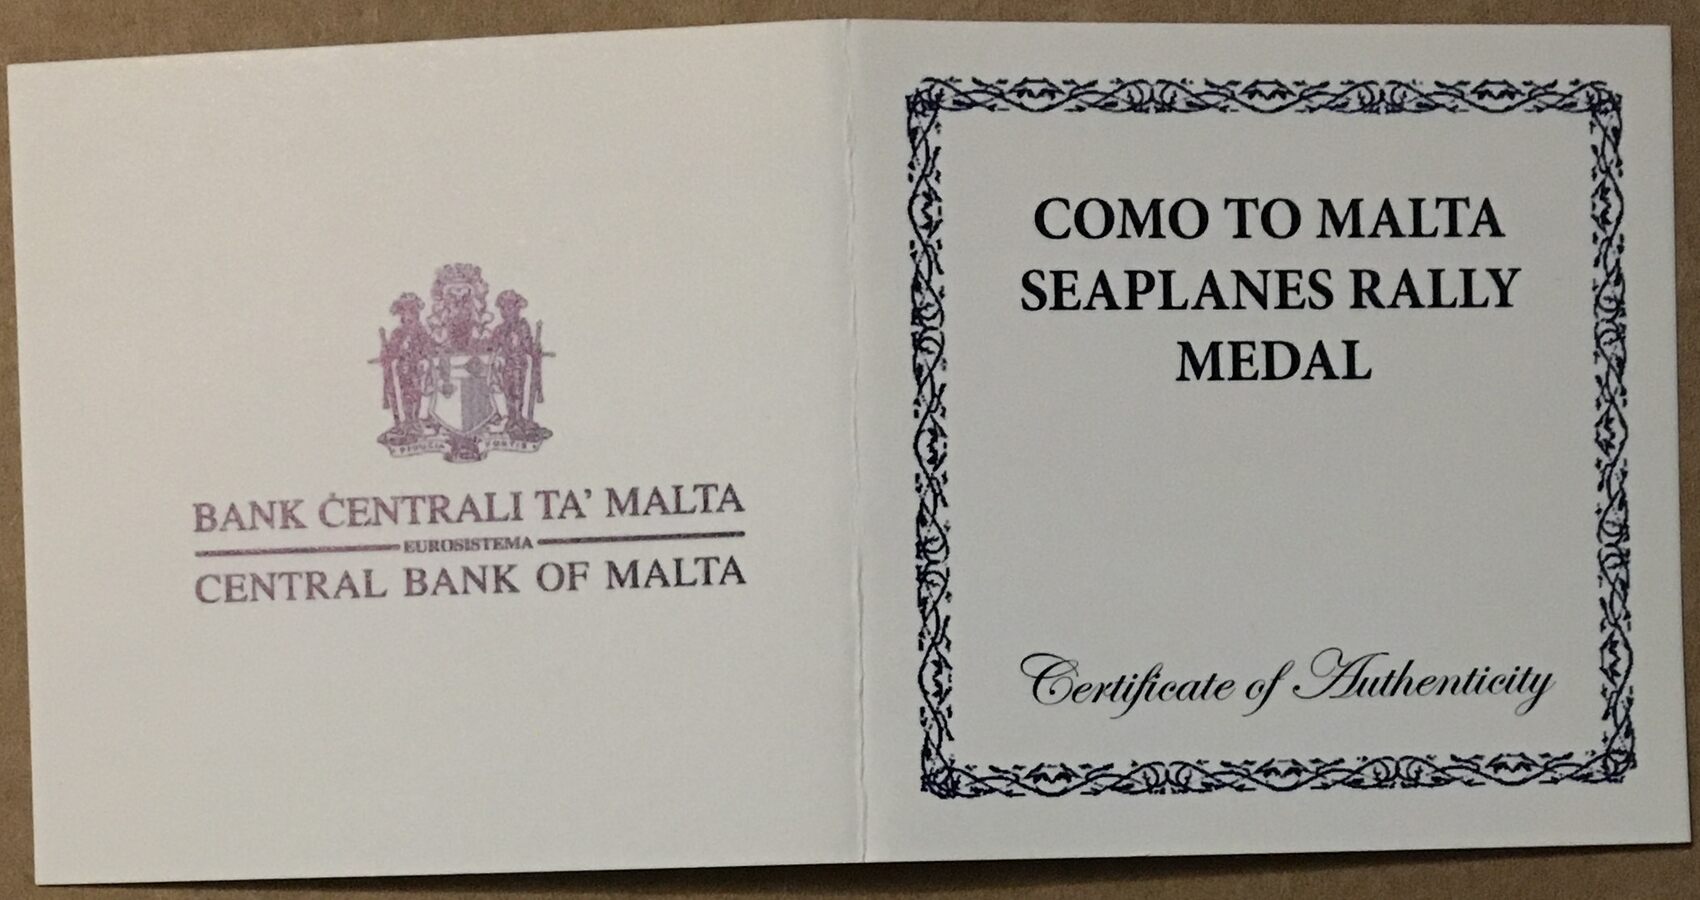 BANK ĊENTRALI TA' MALTA
EUROSISTEMA
CENTRAL BANK OF MALTA
COMO TO MALTA
SEAPLANES RALLY
MEDAL
Certificate of Authenticity